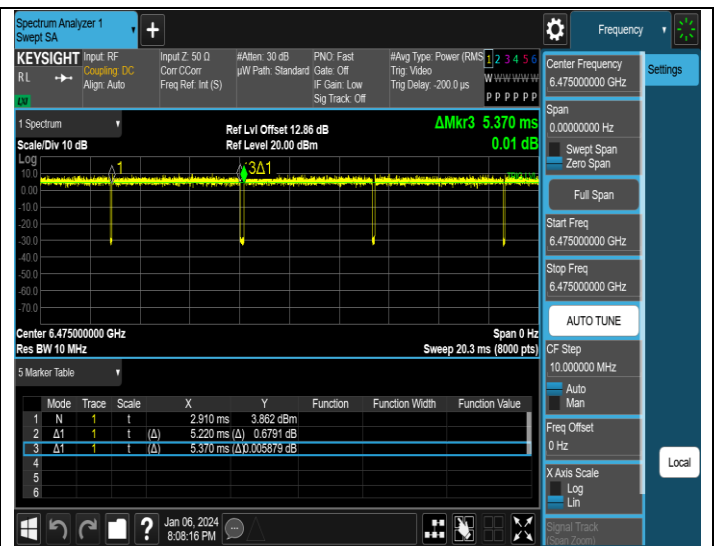 Spectrum Analyzer 1
Swept SA
+
Frequency
KEYSIGHT
RL
LXI
Input: RF
Coupling: DC
Align: Auto
Input Z: 50 Ω
Corr CCorr
Freq Ref: Int (S)
#Atten: 30 dB
µW Path: Standard
PNO: Fast
Gate: Off
IF Gain: Low
Sig Track: Off
#Avg Type: Power (RMS
Trig: Video
Trig Delay: -200.0 µs
1 2 3 4 5 6
W W W W W W
P P P P P P
1 Spectrum
Scale/Div 10 dB
Ref Lvl Offset 12.86 dB
Ref Level 20.00 dBm
ΔMkr3 5.370 ms
0.01 dB
Log
10.0
0.00
-10.0
-20.0
-30.0
-40.0
-50.0
-60.0
-70.0
1
3Δ1
Center 6.475000000 GHz
Res BW 10 MHz
Span 0 Hz
Sweep 20.3 ms (8000 pts)
5 Marker Table
Mode Trace Scale X Y Function Function Width Function Value
1 N 1 t 2.910 ms 3.862 dBm
2 Δ1 1 t (Δ) 5.220 ms (Δ) 0.6791 dB
3 Δ1 1 t (Δ) 5.370 ms (Δ)0.005879 dB
4
5
6
?
Jan 06, 2024
8:08:16 PM
Center Frequency
6.475000000 GHz
Span
0.00000000 Hz
Swept Span
Zero Span
Full Span
Start Freq
6.475000000 GHz
Stop Freq
6.475000000 GHz
AUTO TUNE
CF Step
10.000000 MHz
Auto
Man
Freq Offset
0 Hz
X Axis Scale
Log
Lin
Signal Track
(Span Zoom)
Settings
Local